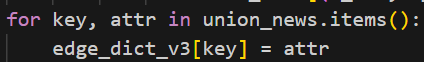 for key, attr in union_news.items():
    edge_dict_v3[key] = attr